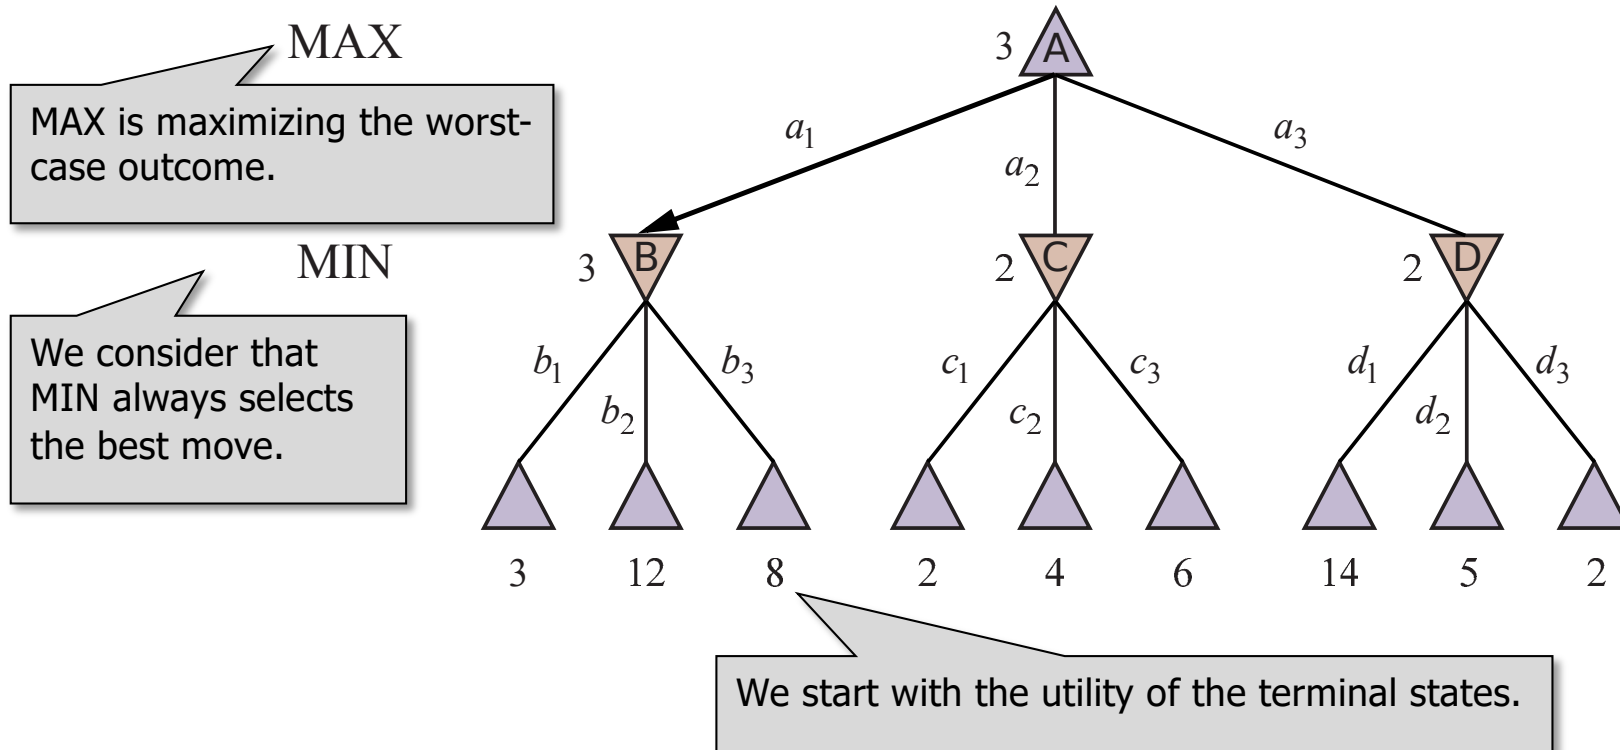 MAX
3 A
MAX is maximizing the worst-
case outcome.
a1 a2 a3
MIN
3 B 2 C 2 D
We consider that
MIN always selects
the best move.
b1 b2 b3 c1 c2 c3 d1 d2 d3
3 12 8 2 4 6 14 5 2
We start with the utility of the terminal states.